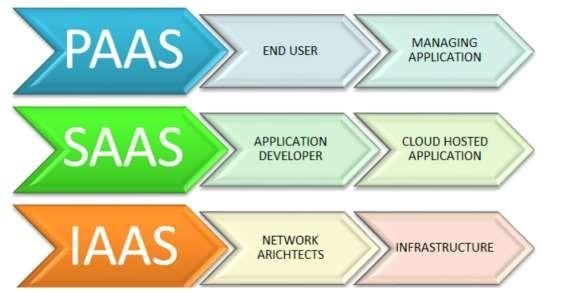 PAAS
END USER
MANAGING
APPLICATION
SAAS
APPLICATION
DEVELOPER
CLOUD HOSTED
APPLICATION
IAAS
NETWORK
ARICHTECTS
INFRASTRUCTURE